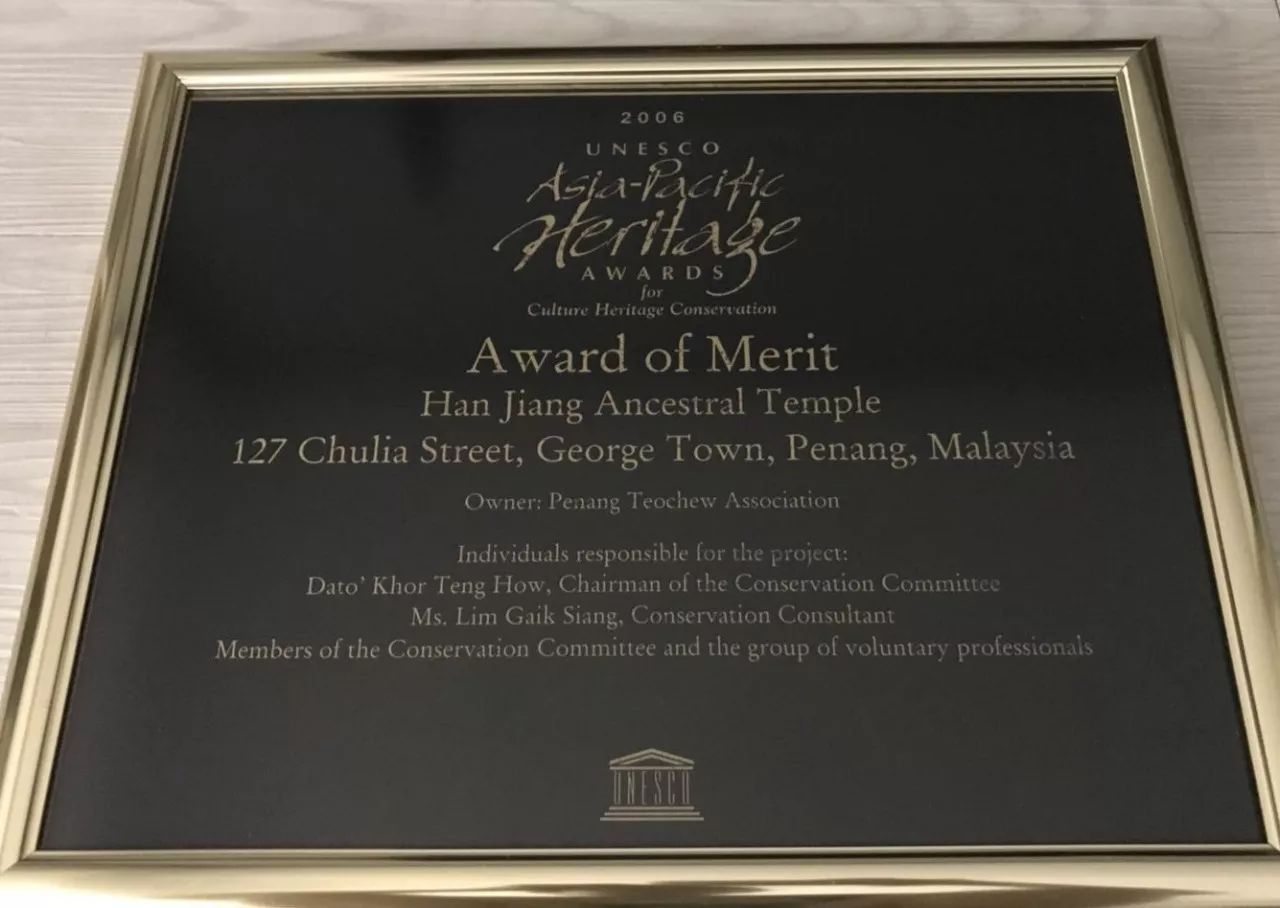 2006
UNESCO
Asia-Pacific
Heritage
AWARDS
for
Culture Heritage Conservation
Award of Merit
Han Jiang Ancestral Temple
127 Chulia Street, George Town, Penang, Malaysia
Owner: Penang Teochew Association
Individuals responsible for the project:
Dato' Khor Teng How, Chairman of the Conservation Committee
Ms. Lim Gaik Siang, Conservation Consultant
Members of the Conservation Committee and the group of voluntary professionals
UNESCO